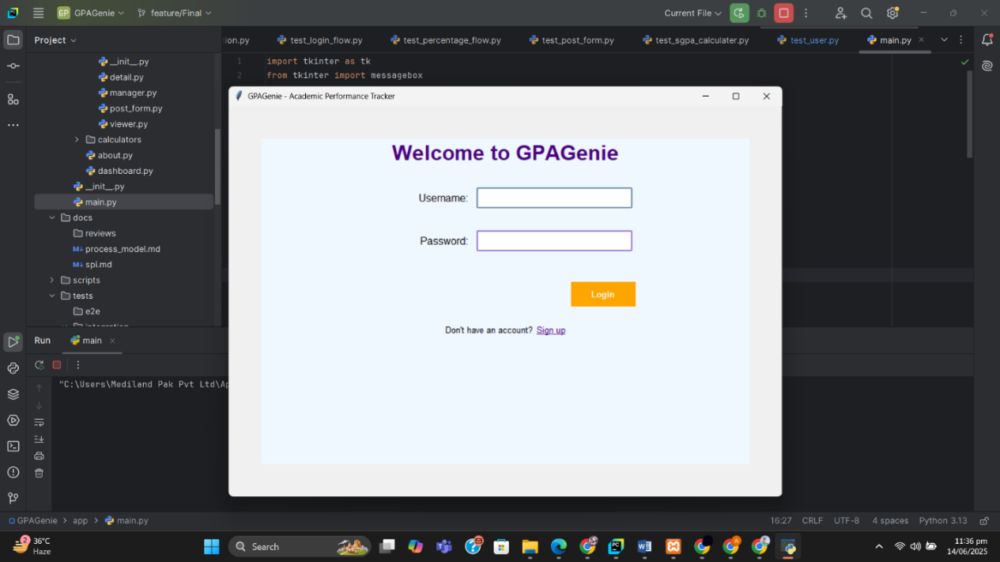 GP GPAGenie feature/Final Current File
Project
ion.py test_login_flow.py test_percentage_flow.py test_post_form.py test_sgpa_calculater.py test_user.py main.py
__init__.py
detail.py
manager.py
post_form.py
viewer.py
calculators
about.py
dashboard.py
__init__.py
main.py
docs
reviews
M↓ process_model.md
M↓ spi.md
scripts
tests
e2e
integration
1 import tkinter as tk
2 from tkinter import messagebox
GPAGenie - Academic Performance Tracker
Welcome to GPAGenie
Username:
Password:
Login
Don't have an account? Sign up
Run main
"C:\Users\Mediland Pak Pvt Ltd\Ap
GPAGenie > app > main.py 16:27 CRLF UTF-8 4 spaces Python 3.13
2
36°C
Haze
Search
11:36 pm
14/06/2025